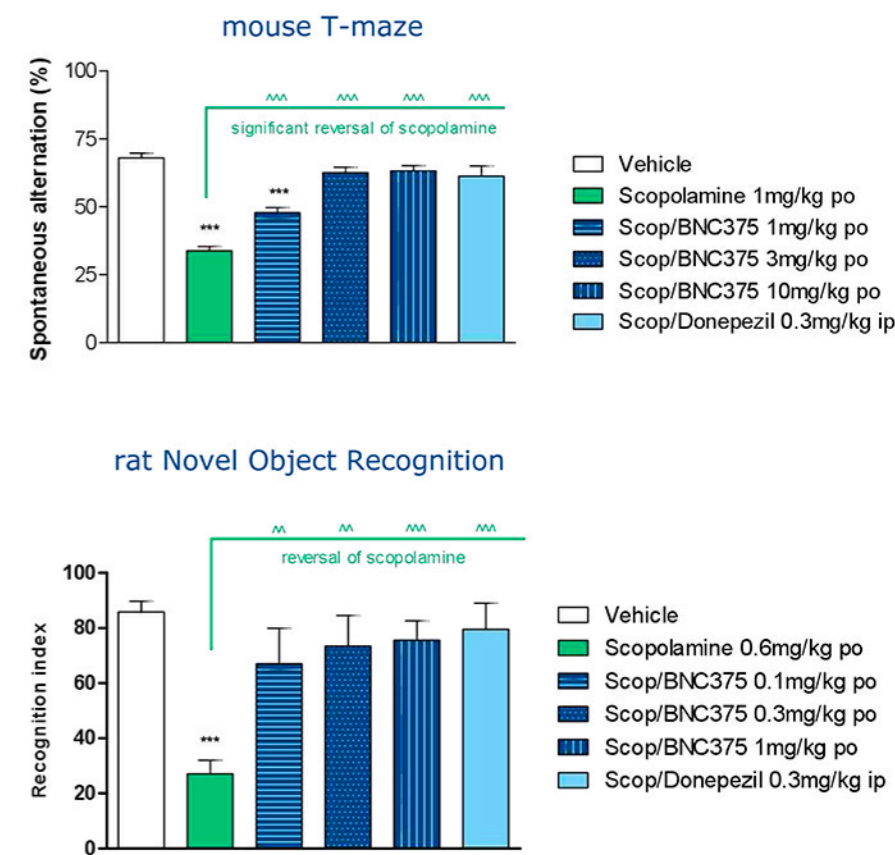 mouse T-maze
Spontaneous alternation (%)
100
75
50
25
0
^^^ ^^^ ^^^ ^^^
significant reversal of scopolamine
***
***
Vehicle
Scopolamine 1mg/kg po
Scop/BNC375 1mg/kg po
Scop/BNC375 3mg/kg po
Scop/BNC375 10mg/kg po
Scop/Donepezil 0.3mg/kg ip
rat Novel Object Recognition
Recognition index
100
80
60
40
20
0
^^ ^^ ^^^ ^^^
reversal of scopolamine
***
Vehicle
Scopolamine 0.6mg/kg po
Scop/BNC375 0.1mg/kg po
Scop/BNC375 0.3mg/kg po
Scop/BNC375 1mg/kg po
Scop/Donepezil 0.3mg/kg ip